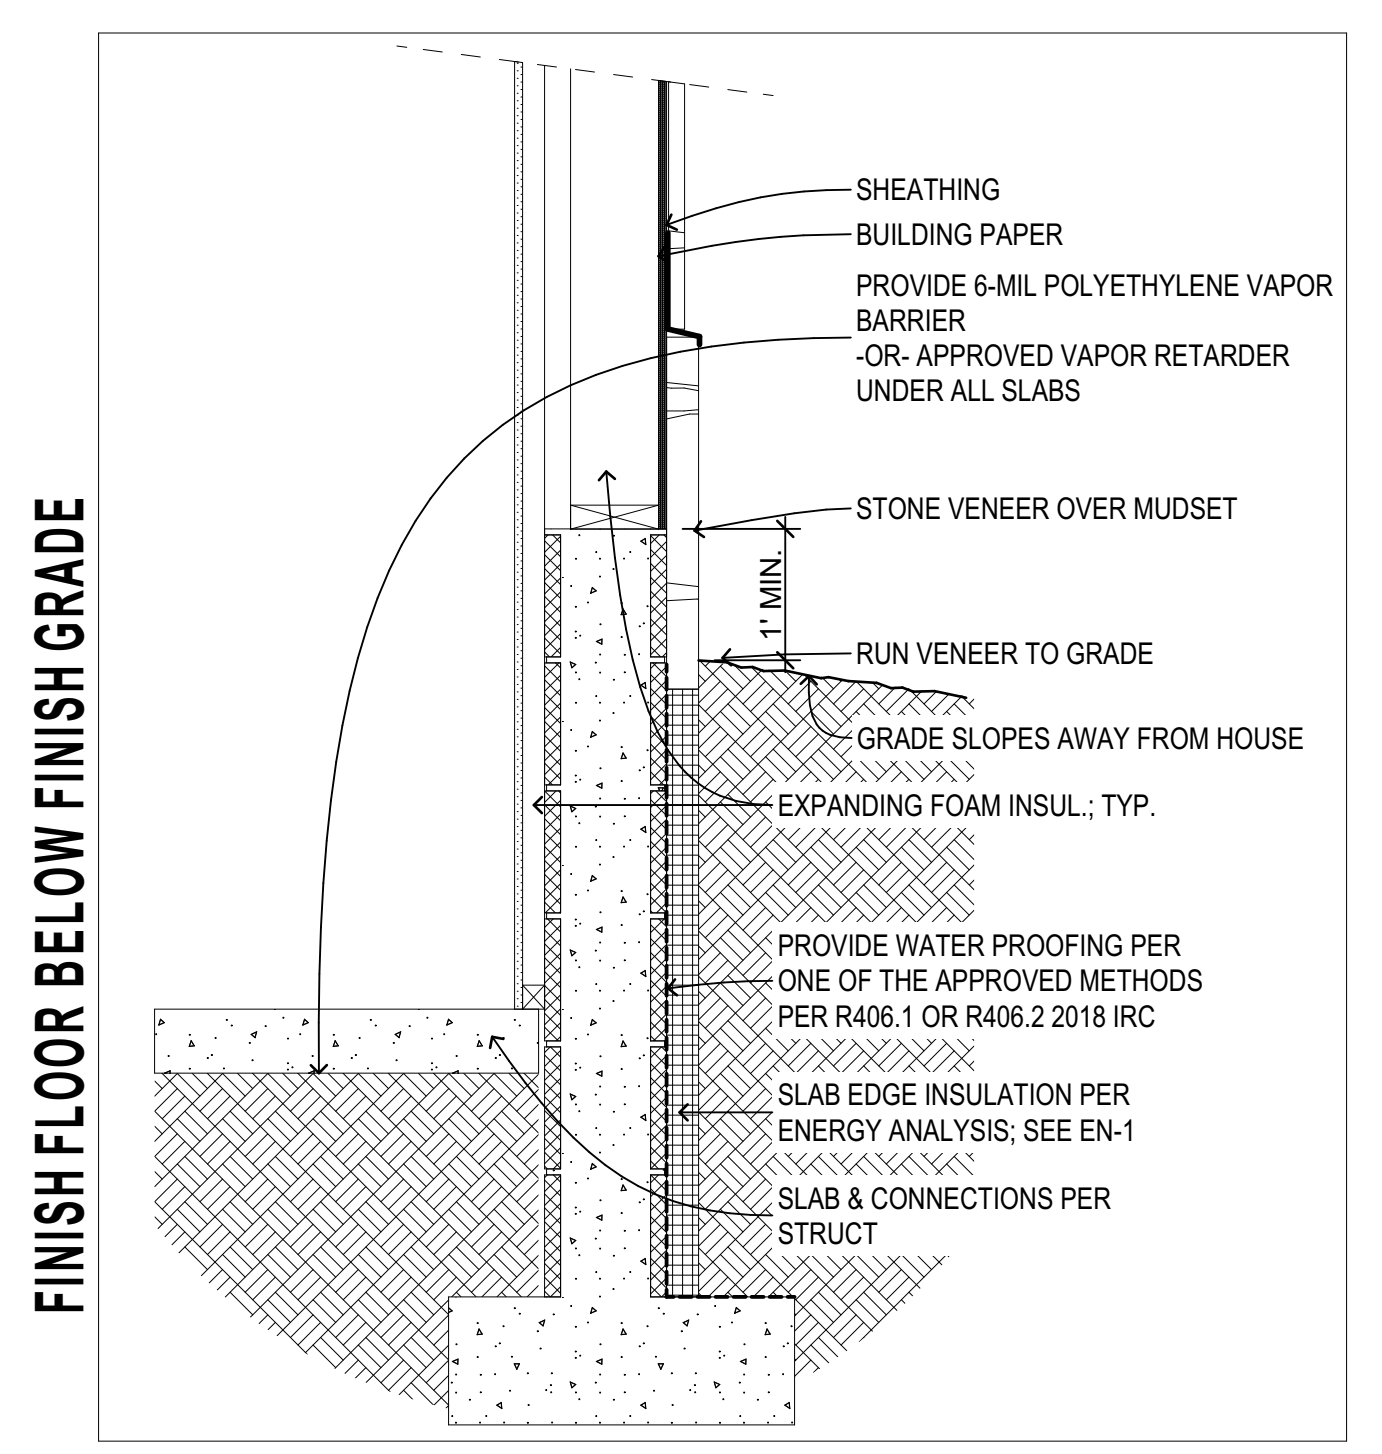 FINISH FLOOR BELOW FINISH GRADE
SHEATHING
BUILDING PAPER
PROVIDE 6-MIL POLYETHYLENE VAPOR
BARRIER
-OR- APPROVED VAPOR RETARDER
UNDER ALL SLABS
STONE VENEER OVER MUDSET
1' MIN.
RUN VENEER TO GRADE
GRADE SLOPES AWAY FROM HOUSE
EXPANDING FOAM INSUL.; TYP.
PROVIDE WATER PROOFING PER
ONE OF THE APPROVED METHODS
PER R406.1 OR R406.2 2018 IRC
SLAB EDGE INSULATION PER
ENERGY ANALYSIS; SEE EN-1
SLAB & CONNECTIONS PER
STRUCT